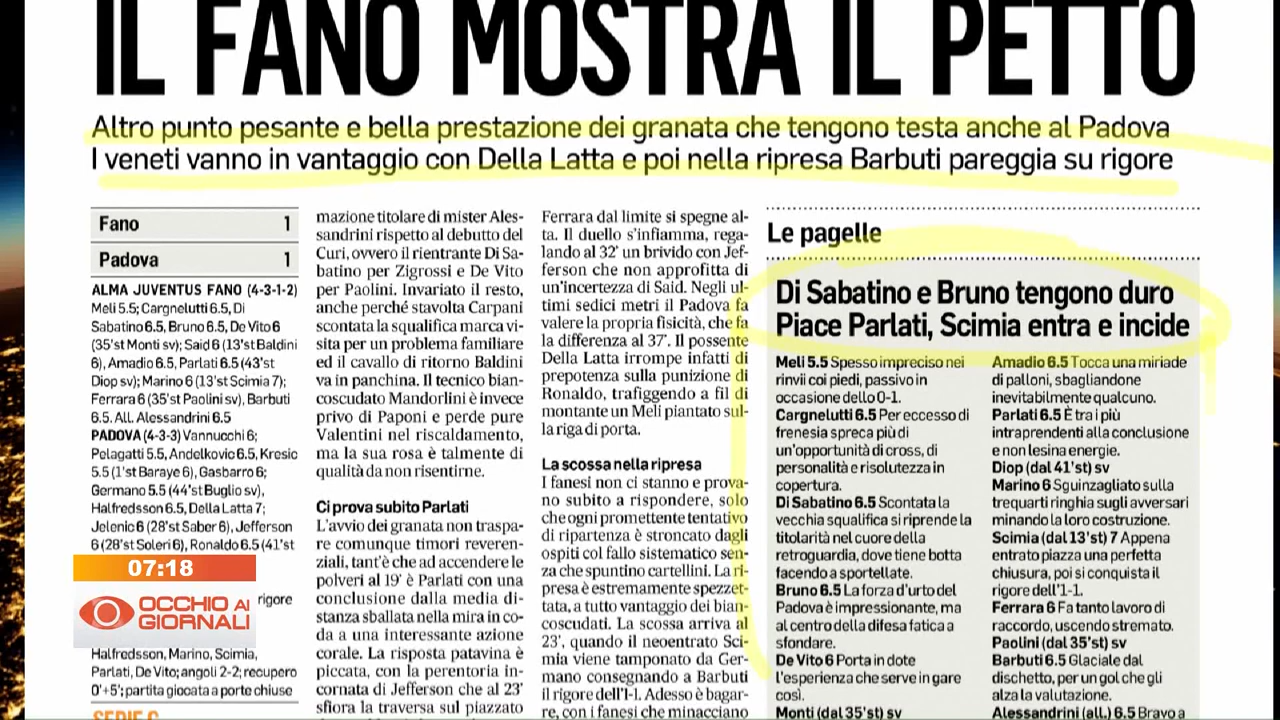 IL FANO MOSTRA IL PETTO
Altro punto pesante e bella prestazione dei granata che tengono testa anche al Padova
I veneti vanno in vantaggio con Della Latta e poi nella ripresa Barbuti pareggia su rigore
Fano 1
Padova 1
ALMA JUVENTUS FANO (4-3-1-2)
Meli 5.5; Cargnelutti 6.5, Di
Sabatino 6.5, Bruno 6.5, De Vito 6
(35'st Monti sv); Said 6 (13'st Baldini
6), Amadio 6.5, Parlati 6.5 (43'st
Diop sv); Marino 6 (13'st Scimia 7);
Ferrara 6 (35'st Paolini sv), Barbuti
6.5. All. Alessandrini 6.5
PADOVA (4-3-3) Vannucchi 6;
Pelagatti 5.5, Andelkovic 6.5, Kresic
5.5 (1'st Baraye 6), Gasbarro 6;
Germano 5.5 (44'st Buglio sv),
Halfredsson 6.5, Della Latta 7;
Jelenic 6 (28'st Saber 6), Jefferson
6 (28'st Soleri 6), Ronaldo 6.5 (41'st
07:18
OCCHIO AI
GIORNALI
rigore
Halfredsson, Marino, Scimia,
Parlati, De Vito; angoli 2-2; recupero
0'+5'; partita giocata a porte chiuse
SERIE C
mazione titolare di mister Ales-
sandrini rispetto al debutto del
Curi, ovvero il rientrante Di Sa-
batino per Zigrossi e De Vito
per Paolini. Invariato il resto,
anche perché stavolta Carpani
scontata la squalifica marca vi-
sita per un problema familiare
ed il cavallo di ritorno Baldini
va in panchina. Il tecnico bian-
coscudato Mandorlini è invece
privo di Paponi e perde pure
Valentini nel riscaldamento,
ma la sua rosa è talmente di
qualità da non risentirne.
Ci prova subito Parlati
L'avvio dei granata non traspa-
re comunque timori reveren-
ziali, tant'è che ad accendere le
polveri al 19' è Parlati con una
conclusione dalla media di-
stanza sballata nella mira in co-
da a una interessante azione
corale. La risposta patavina è
piccata, con la perentoria in-
cornata di Jefferson che al 23'
sfiora la traversa sul piazzato
Ferrara dal limite si spegne al-
ta. Il duello s'infiamma, rega-
lando al 32' un brivido con Jef-
ferson che non approfitta di
un'incertezza di Said. Negli ul-
timi sedici metri il Padova fa
valere la propria fisicità, che fa
la differenza al 37'. Il possente
Della Latta irrompe infatti di
prepotenza sulla punizione di
Ronaldo, trafiggendo a fil di
montante un Meli piantato sul-
la riga di porta.
La scossa nella ripresa
I fanesi non ci stanno e prova-
no subito a rispondere, solo
che ogni promettente tentativo
di ripartenza è stroncato dagli
ospiti col fallo sistematico sen-
za che spuntino cartellini. La ri-
presa è estremamente spezzet-
tata, a tutto vantaggio dei bian-
coscudati. La scossa arriva al
23', quando il neoentrato Sci-
mia viene tamponato da Ger-
mano consegnando a Barbuti
il rigore dell'1-1. Adesso è bagar-
re, con i fanesi che minacciano
Le pagelle
Di Sabatino e Bruno tengono duro
Piace Parlati, Scimia entra e incide
Meli 5.5 Spesso impreciso nei
rinvii coi piedi, passivo in
occasione dello 0-1.
Cargnelutti 6.5 Per eccesso di
frenesia spreca più di
un'opportunità di cross, di
personalità e risolutezza in
copertura.
Di Sabatino 6.5 Scontata la
vecchia squalifica si riprende la
titolarità nel cuore della
retroguardia, dove tiene botta
facendo a sportellate.
Bruno 6.5 La forza d'urto del
Padova è impressionante, ma
al centro della difesa fatica a
sfondare.
De Vito 6 Porta in dote
l'esperienza che serve in gare
così.
Monti (dal 35'st) sv
Amadio 6.5 Tocca una miriade
di palloni, sbagliandone
inevitabilmente qualcuno.
Parlati 6.5 È tra i più
intraprendenti alla conclusione
e non lesina energie.
Diop (dal 41'st) sv
Marino 6 Sguinzagliato sulla
trequarti ringhia sugli avversari
minando la loro costruzione.
Scimia (dal 13'st) 7 Appena
entrato piazza una perfetta
chiusura, poi si conquista il
rigore dell'1-1.
Ferrara 6 Fa tanto lavoro di
raccordo, uscendo stremato.
Paolini (dal 35'st) sv
Barbuti 6.5 Glaciale dal
dischetto, per un gol che gli
alza la valutazione.
Alessandrini (all.) 6.5 Bravo a